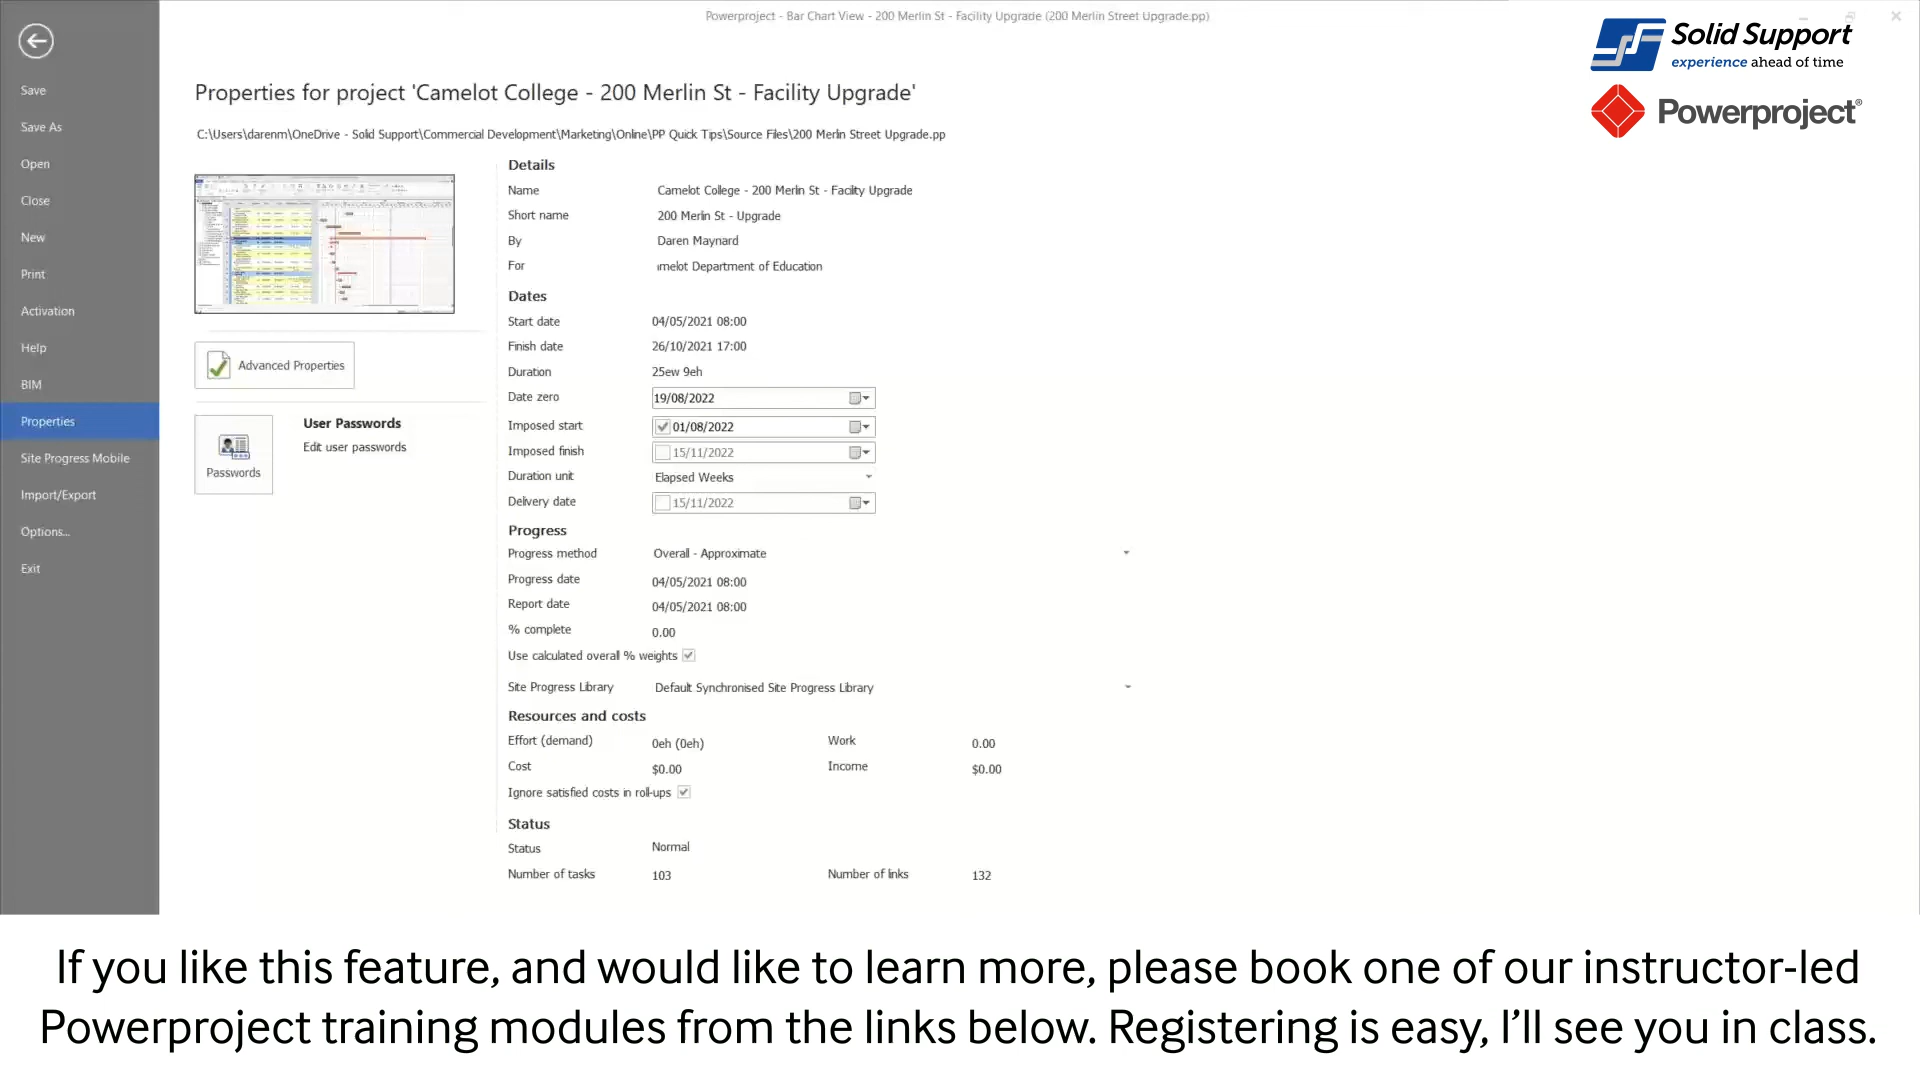 Powerproject - Bar Chart View - 200 Merlin St - Facility Upgrade (200 Merlin Street Upgrade.pp)
Solid Support
experience ahead of time
Powerproject®
Save
Save As
Open
Close
New
Print
Activation
Help
BIM
Properties
Site Progress Mobile
Import/Export
Options...
Exit
Properties for project 'Camelot College - 200 Merlin St - Facility Upgrade'
C:\Users\darenm\OneDrive - Solid Support\Commercial Development\Marketing\Online\PP Quick Tips\Source Files\200 Merlin Street Upgrade.pp
Advanced Properties
Passwords
User Passwords
Edit user passwords
Details
Name Camelot College - 200 Merlin St - Facility Upgrade
Short name 200 Merlin St - Upgrade
By Daren Maynard
For melot Department of Education
Dates
Start date 04/05/2021 08:00
Finish date 26/10/2021 17:00
Duration 25ew 9eh
Date zero 19/08/2022
Imposed start 01/08/2022
Imposed finish 15/11/2022
Duration unit Elapsed Weeks
Delivery date 15/11/2022
Progress
Progress method Overall - Approximate
Progress date 04/05/2021 08:00
Report date 04/05/2021 08:00
% complete 0.00
Use calculated overall % weights
Site Progress Library Default Synchronised Site Progress Library
Resources and costs
Effort (demand) 0eh (0eh) Work 0.00
Cost $0.00 Income $0.00
Ignore satisfied costs in roll-ups
Status
Status Normal
Number of tasks 103 Number of links 132
If you like this feature, and would like to learn more, please book one of our instructor-led
Powerproject training modules from the links below. Registering is easy, I'll see you in class.